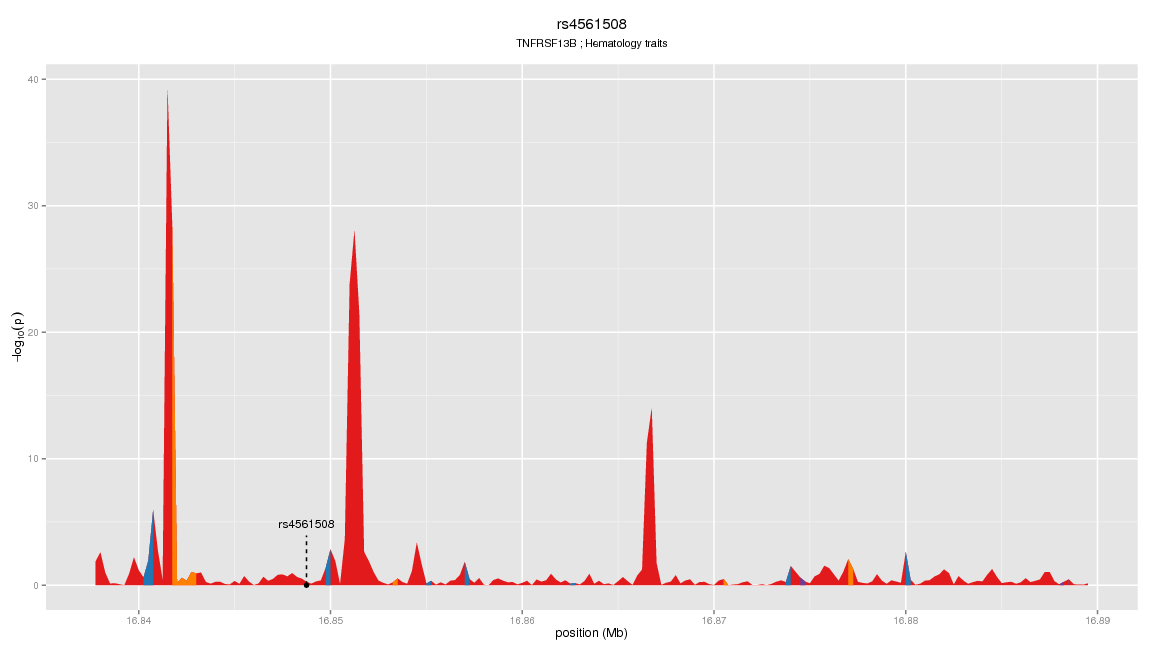 rs4561508
TNFRSF13B ; Hematology traits
40
30
20
10
0
−log10(p)
rs4561508
16.84
16.85
16.86
16.87
16.88
16.89
position (Mb)